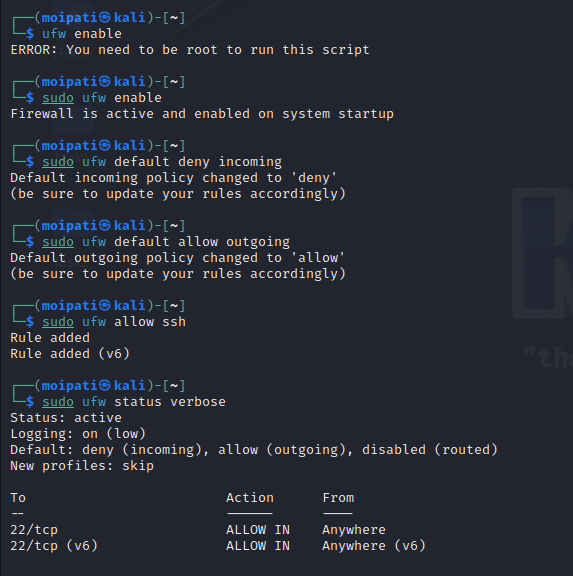 ┌──(moipati㉿kali)-[~]
└─$ ufw enable
ERROR: You need to be root to run this script
┌──(moipati㉿kali)-[~]
└─$ sudo ufw enable
Firewall is active and enabled on system startup
┌──(moipati㉿kali)-[~]
└─$ sudo ufw default deny incoming
Default incoming policy changed to 'deny'
(be sure to update your rules accordingly)
┌──(moipati㉿kali)-[~]
└─$ sudo ufw default allow outgoing
Default outgoing policy changed to 'allow'
(be sure to update your rules accordingly)
┌──(moipati㉿kali)-[~]
└─$ sudo ufw allow ssh
Rule added
Rule added (v6)
┌──(moipati㉿kali)-[~]
└─$ sudo ufw status verbose
Status: active
Logging: on (low)
Default: deny (incoming), allow (outgoing), disabled (routed)
New profiles: skip
To                         Action      From
--                         ------      ----
22/tcp                     ALLOW IN    Anywhere
22/tcp (v6)                ALLOW IN    Anywhere (v6)